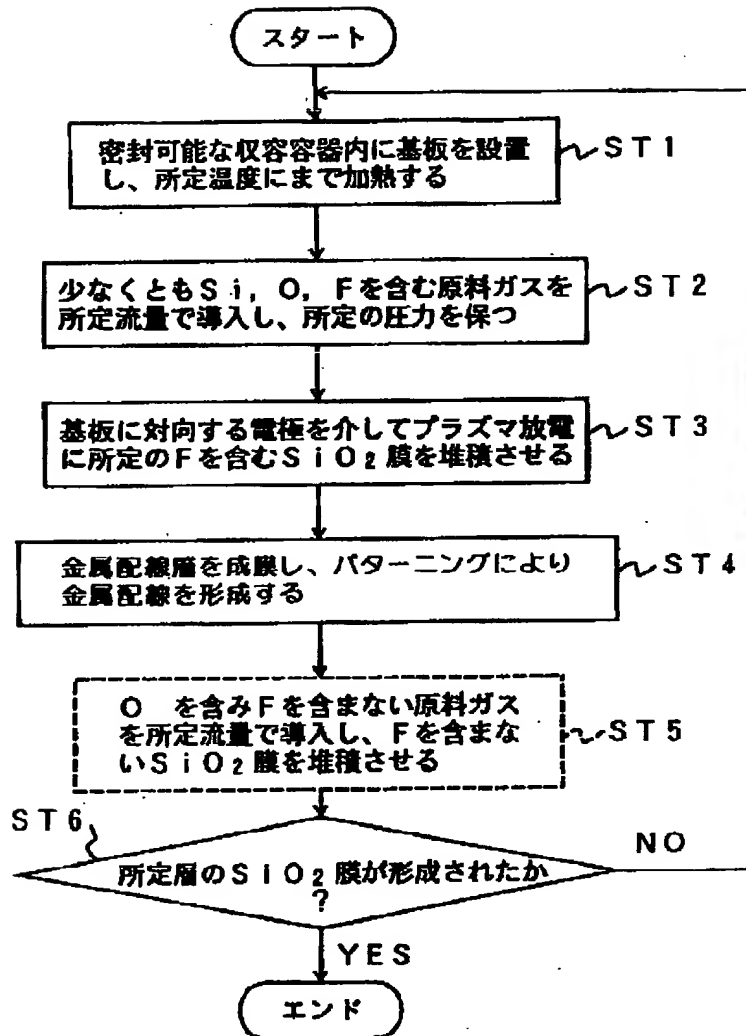 スタート
密封可能な収容容器内に基板を設置
し、所定温度にまで加熱する
ST1
少なくともSi, O, Fを含む原料ガスを
所定流量で導入し、所定の圧力を保つ
ST2
基板に対向する電極を介してプラズマ放電
に所定のFを含むSiO₂膜を堆積させる
ST3
金属配線層を成膜し、パターニングにより
金属配線を形成する
ST4
O を含みFを含まない原料ガス
を所定流量で導入し、Fを含まな
いSiO₂膜を堆積させる
ST5
ST6
所定層のSiO₂膜が形成されたか
?
NO
YES
エンド